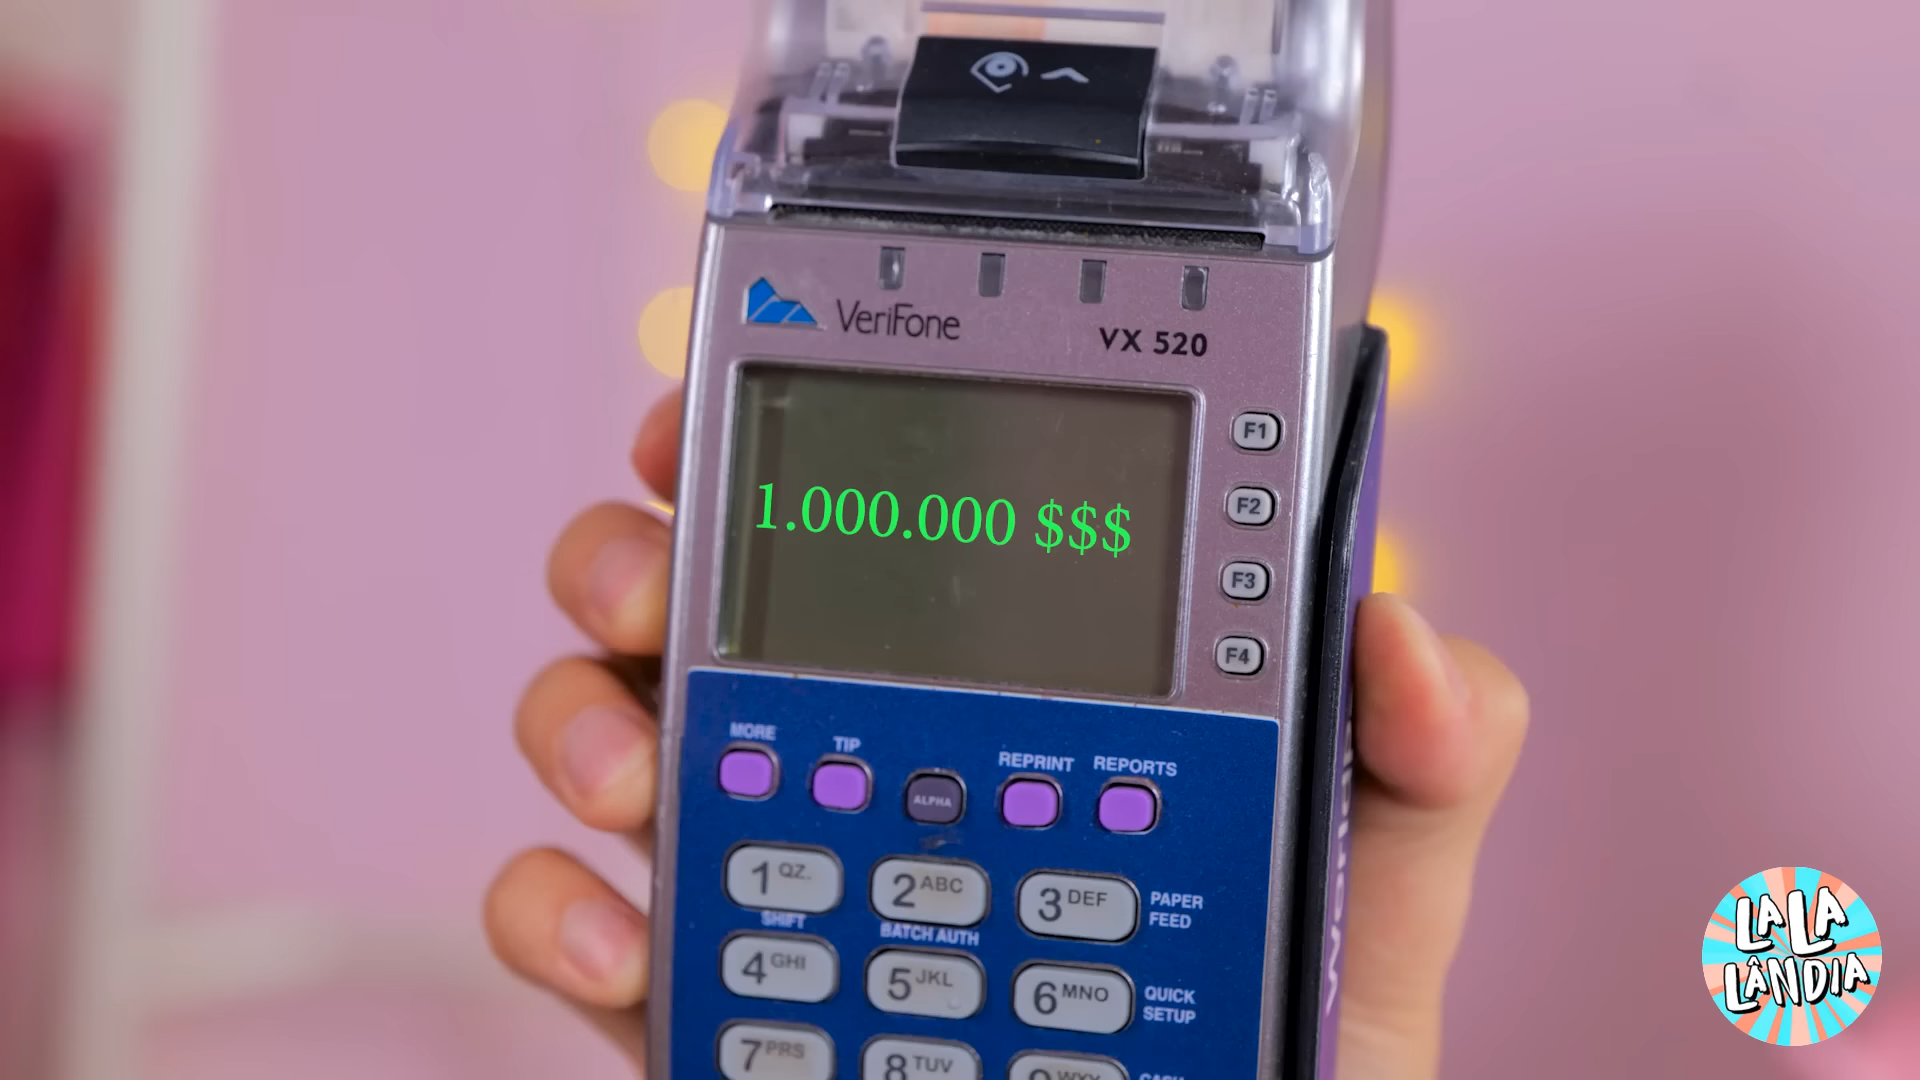 VeriFone
VX 520
F1
1.000.000 $$$
F2
F3
F4
MORE
TIP
ALPHA
REPRINT
REPORTS
1 QZ.
2 ABC
3 DEF
PAPER
FEED
SHIFT
BATCH AUTH
4 GHI
5 JKL
6 MNO
QUICK
SETUP
7 PRS
8 TUV
9 WXY
LA LA
LÂNDIA